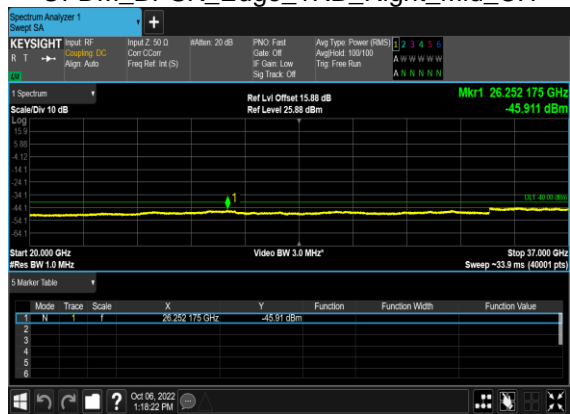 Spectrum Analyzer 1
Swept SA
+
KEYSIGHT
R T
LXI
Input: RF
Coupling: DC
Align: Auto
Input Z: 50 Ω
Corr CCorr
Freq Ref: Int (S)
#Atten: 20 dB
PNO: Fast
Gate: Off
IF Gain: Low
Sig Track: Off
Avg Type: Power (RMS)
Avg|Hold: 100/100
Trig: Free Run
1 2 3 4 5 6
A W W W W W
A N N N N N
1 Spectrum
Scale/Div 10 dB
Log
Ref Lvl Offset 15.88 dB
Ref Level 25.88 dBm
Mkr1 26.252 175 GHz
-45.911 dBm
15.9
5.88
-4.12
-14.1
-24.1
-34.1
-44.1
-54.1
-64.1
1
DL1 -40.00 dBm
Start 20.000 GHz
#Res BW 1.0 MHz
Video BW 3.0 MHz*
Stop 37.000 GHz
Sweep ~33.9 ms (40001 pts)
5 Marker Table
Mode Trace Scale X Y Function Function Width Function Value
1 N 1 f 26.252 175 GHz -45.91 dBm
2
3
4
5
6
?
Oct 06, 2022
1:18:22 PM